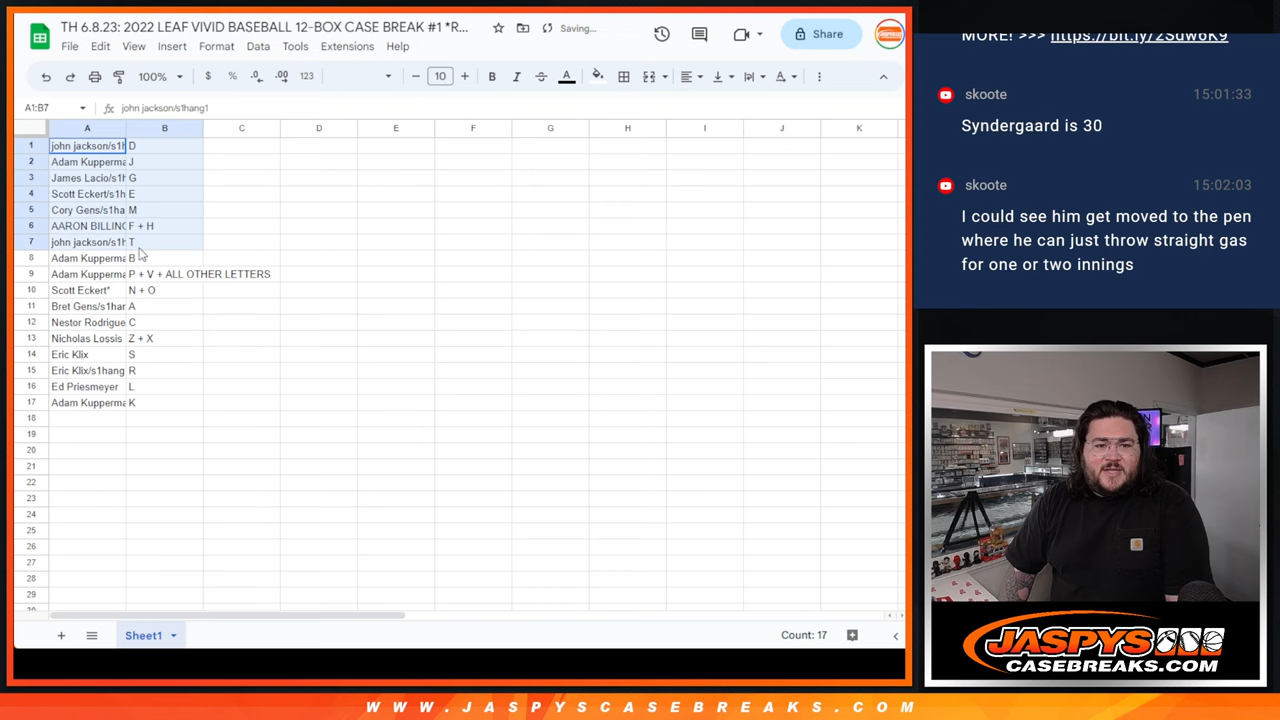 TH 6.8.23: 2022 LEAF VIVID BASEBALL 12-BOX CASE BREAK #1 *R...
Saving...
File Edit View Insert Format Data Tools Extensions Help
Share
100% $ % .0 .00 123 10 B I A
A1:B7 fx john jackson/s1hang1
A B C D E F G H I J K
1 john jackson/s1h D
2 Adam Kupperma J
3 James Lacio/s1h G
4 Scott Eckert/s1h E
5 Cory Gens/s1ha M
6 AARON BILLING F + H
7 john jackson/s1h T
8 Adam Kupperma B
9 Adam Kupperma P + V + ALL OTHER LETTERS
10 Scott Eckert* N + O
11 Bret Gens/s1har A
12 Nestor Rodrigue C
13 Nicholas Lossis Z + X
14 Eric Klix S
15 Eric Klix/s1hang R
16 Ed Priesmeyer L
17 Adam Kupperma K
18
19
20
21
22
23
24
25
26
27
28
29
Sheet1
Count: 17
MORE! >>> https://bit.ly/2Sdw6K9
skoote 15:01:33
Syndergaard is 30
skoote 15:02:03
I could see him get moved to the pen
where he can just throw straight gas
for one or two innings
JASPYS
CASEBREAKS.COM
WWW.JASPYSCASEBREAKS.COM